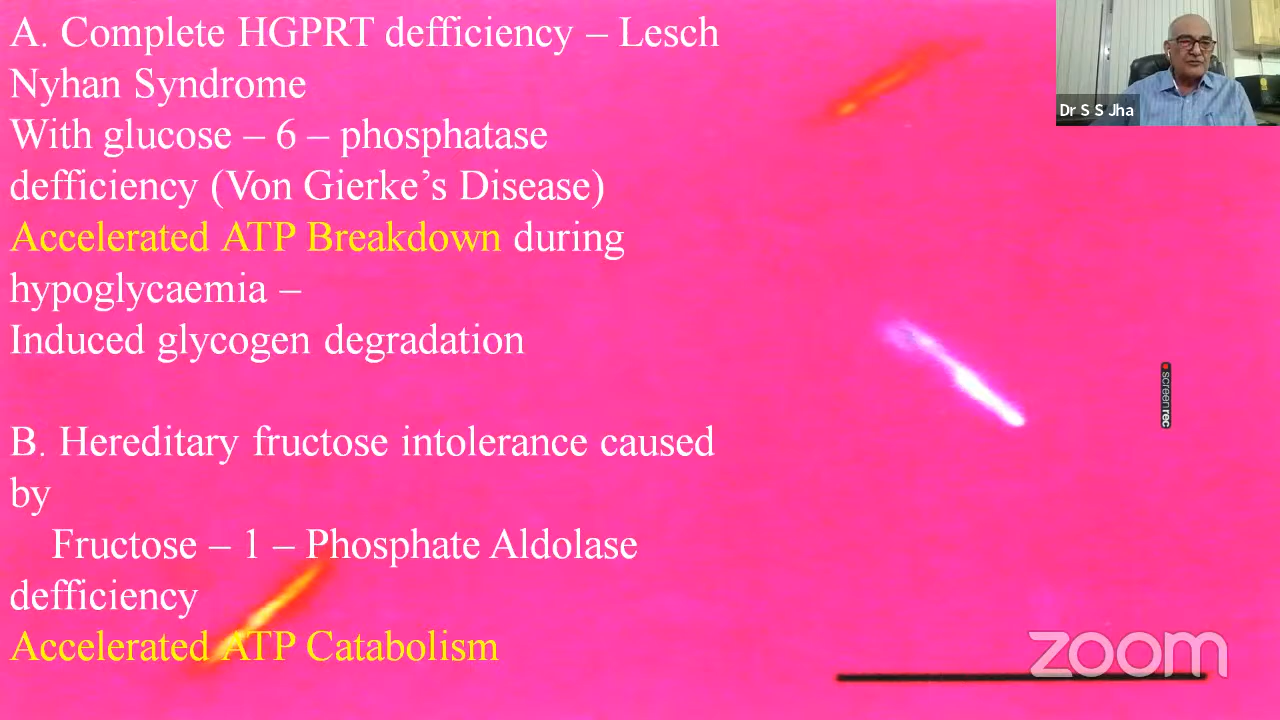 A. Complete HGPRT defficiency – Lesch
Nyhan Syndrome
With glucose – 6 – phosphatase
defficiency (Von Gierke's Disease)
Accelerated ATP Breakdown during
hypoglycaemia –
Induced glycogen degradation
B. Hereditary fructose intolerance caused
by
Fructose – 1 – Phosphate Aldolase
defficiency
Accelerated ATP Catabolism
Dr S S Jha
screenrec
zoom